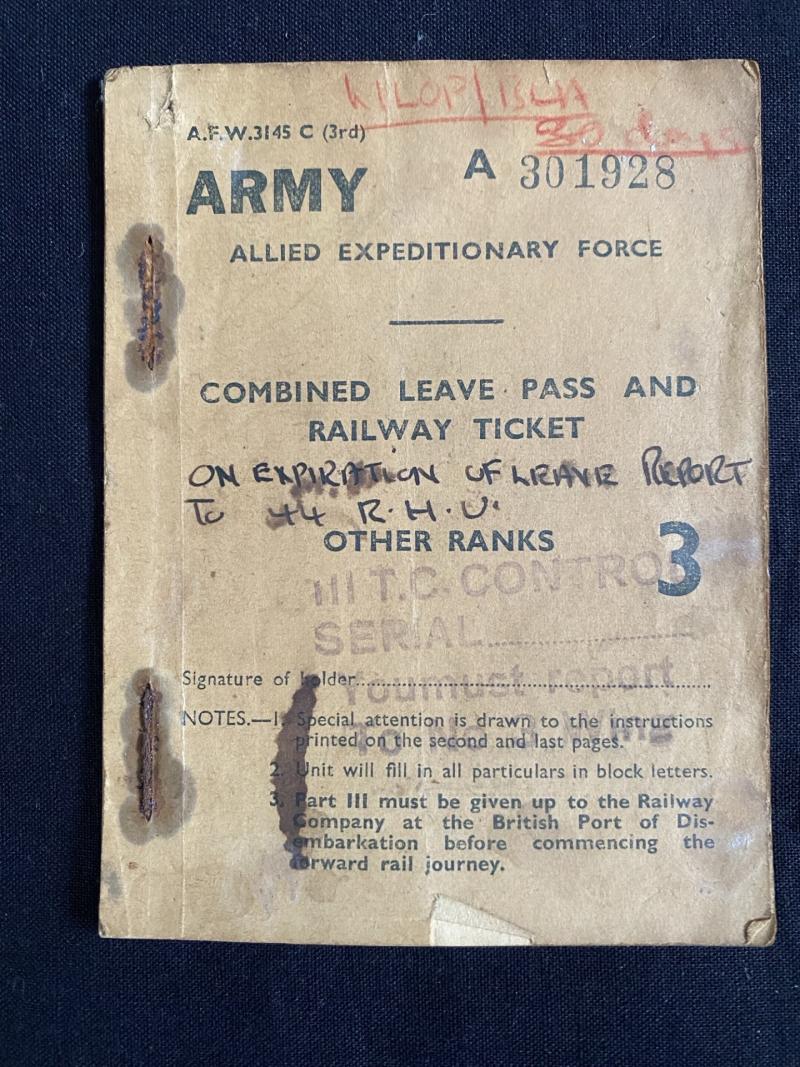 KILOP/BLA
30 days
A.F.W.3145 C (3rd)
ARMY
A 301928
ALLIED EXPEDITIONARY FORCE
COMBINED LEAVE PASS AND
RAILWAY TICKET
ON EXPIRATION OF LEAVE REPORT
To 44 R.H.U.
OTHER RANKS
3
III T.C. CONTROL
SERIAL
Signature of holder
You must report
NOTES.—1. Special attention is drawn to the instructions
printed on the second and last pages.
2. Unit will fill in all particulars in block letters.
3. Part III must be given up to the Railway
Company at the British Port of Dis-
embarkation before commencing the
forward rail journey.